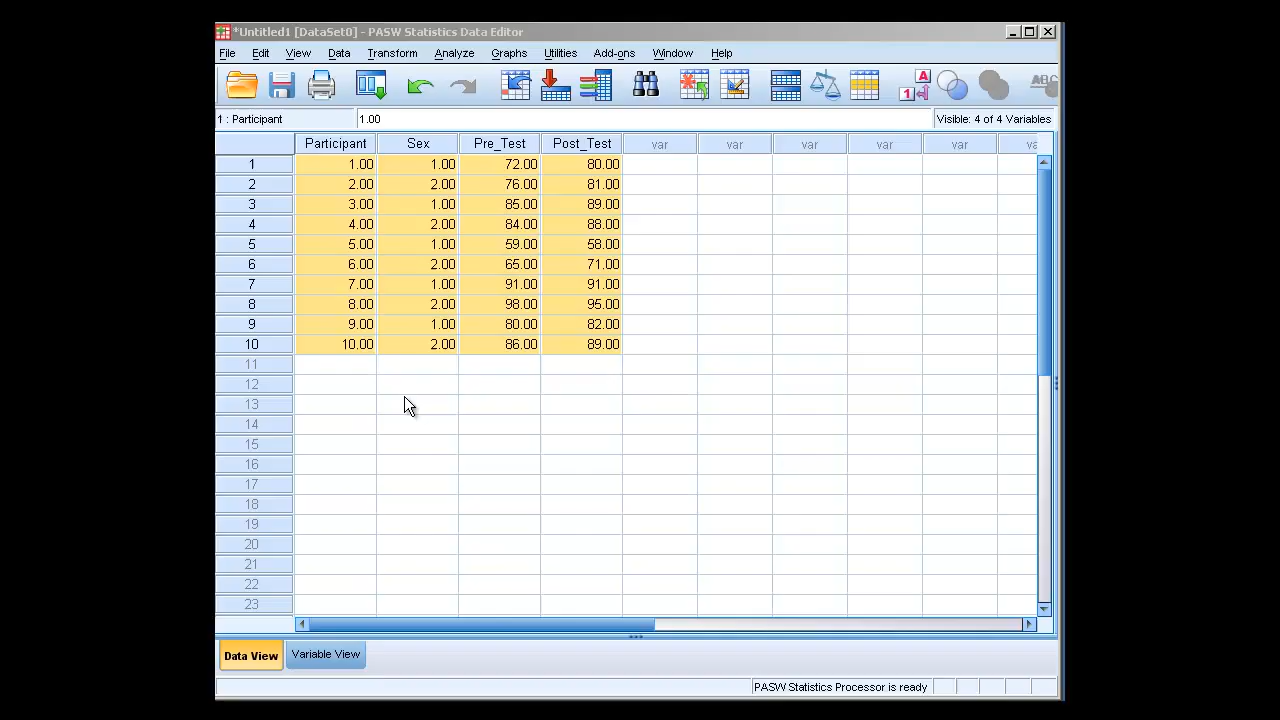 *Untitled1 [DataSet0] - PASW Statistics Data Editor
File Edit View Data Transform Analyze Graphs Utilities Add-ons Window Help
A
1
ABC
1 : Participant 1.00 Visible: 4 of 4 Variables
Participant Sex Pre_Test Post_Test var var var var var va
1 1.00 1.00 72.00 80.00
2 2.00 2.00 76.00 81.00
3 3.00 1.00 85.00 89.00
4 4.00 2.00 84.00 88.00
5 5.00 1.00 59.00 58.00
6 6.00 2.00 65.00 71.00
7 7.00 1.00 91.00 91.00
8 8.00 2.00 98.00 95.00
9 9.00 1.00 80.00 82.00
10 10.00 2.00 86.00 89.00
11
12
13
14
15
16
17
18
19
20
21
22
23
Data View Variable View
PASW Statistics Processor is ready